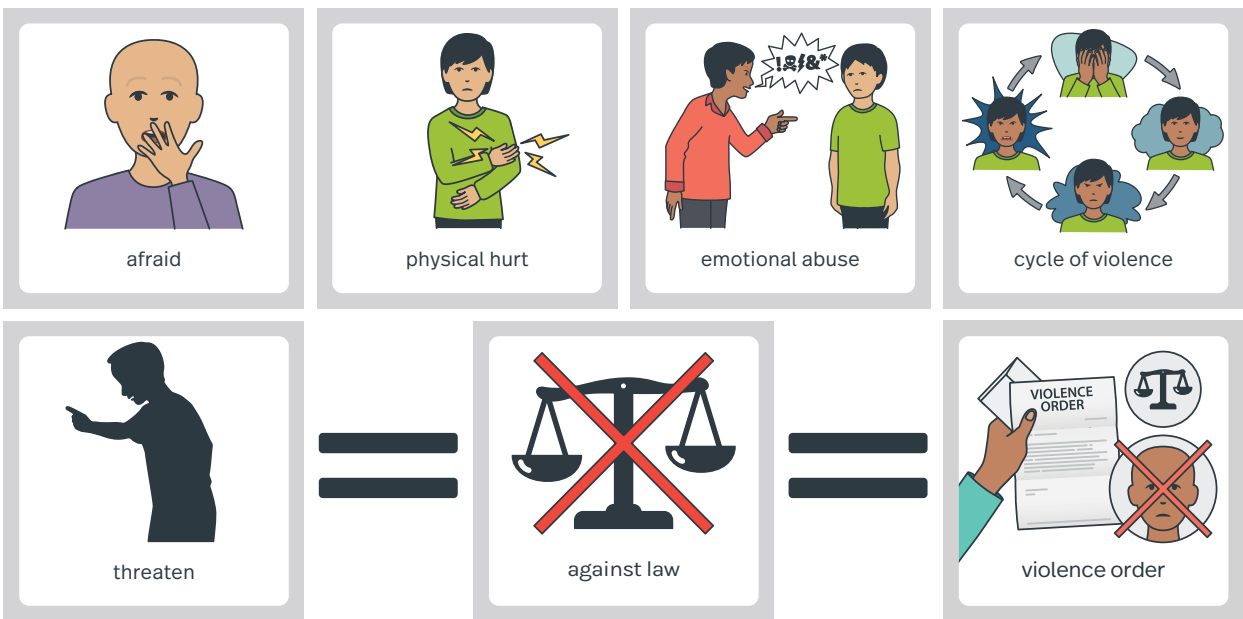 !☠⚡&*
afraid
physical hurt
emotional abuse
cycle of violence
VIOLENCE
ORDER
threaten
against law
violence order